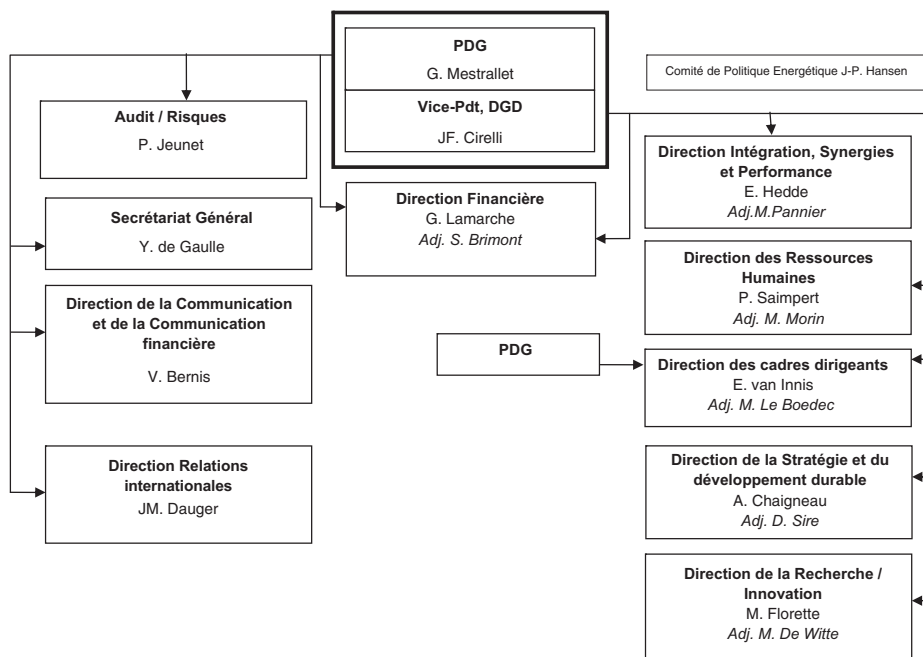 PDG
G. Mestrallet
Vice-Pdt, DGD
JF. Cirelli
Comité de Politique Energétique J-P. Hansen
Audit / Risques
P. Jeunet
Secrétariat Général
Y. de Gaulle
Direction de la Communication
et de la Communication
financière
V. Bernis
Direction Relations
internationales
JM. Dauger
Direction Financière
G. Lamarche
Adj. S. Brimont
PDG
Direction Intégration, Synergies
et Performance
E. Hedde
Adj.M.Pannier
Direction des Ressources
Humaines
P. Saimpert
Adj. M. Morin
Direction des cadres dirigeants
E. van Innis
Adj. M. Le Boedec
Direction de la Stratégie et du
développement durable
A. Chaigneau
Adj. D. Sire
Direction de la Recherche /
Innovation
M. Florette
Adj. M. De Witte